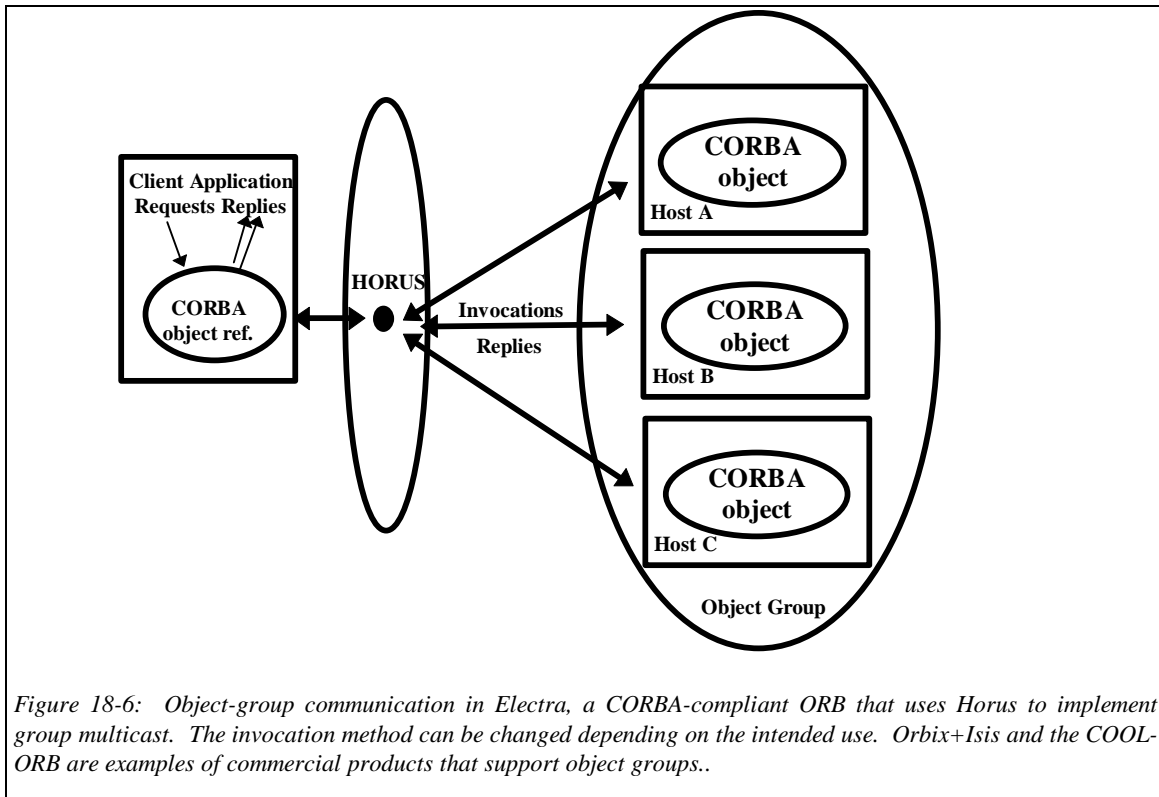 Client Application
Requests Replies
CORBA
object ref.
HORUS
Invocations
Replies
CORBA
object
Host A
CORBA
object
Host B
CORBA
object
Host C
Object Group
Figure 18-6: Object-group communication in Electra, a CORBA-compliant ORB that uses Horus to implement
group multicast. The invocation method can be changed depending on the intended use. Orbix+Isis and the COOL-
ORB are examples of commercial products that support object groups..